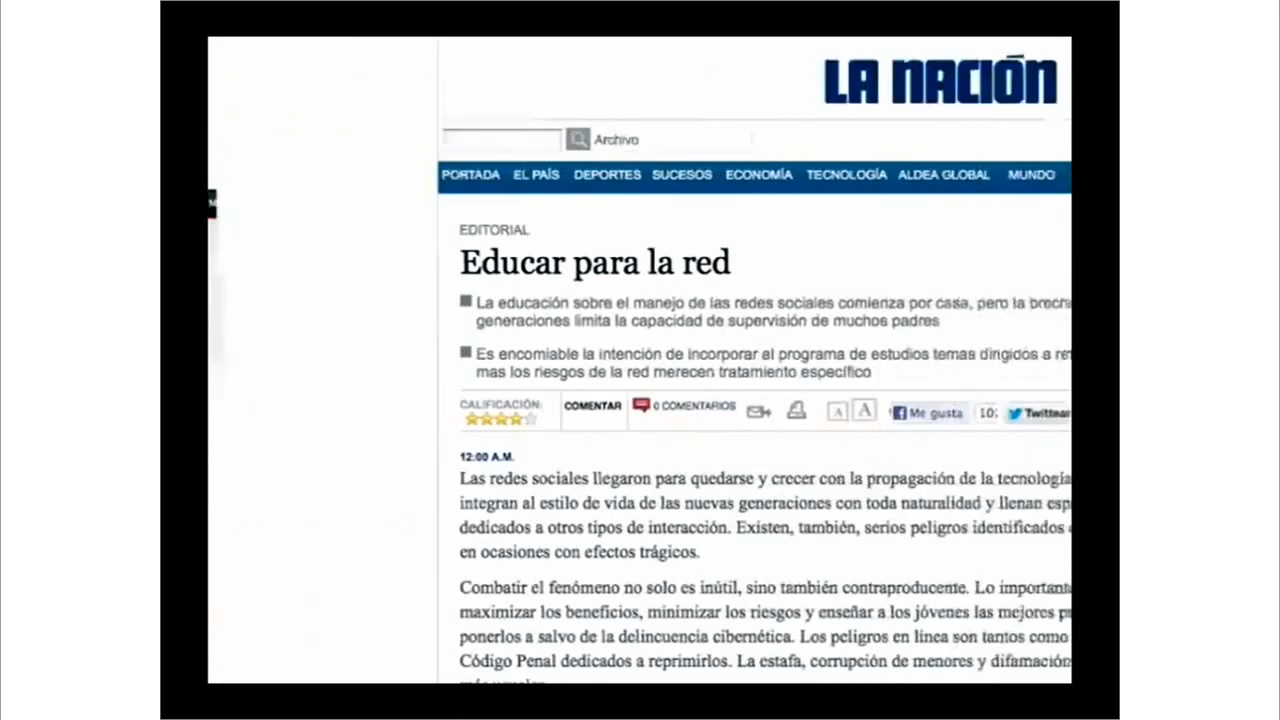 LA NACIÓN
Archivo
PORTADA EL PAÍS DEPORTES SUCESOS ECONOMÍA TECNOLOGÍA ALDEA GLOBAL MUNDO
EDITORIAL
Educar para la red
La educación sobre el manejo de las redes sociales comienza por casa, pero la
generaciones limita la capacidad de supervisión de muchos padres
Es encomiable la intención de incorporar al programa de estudios temas dirigidos a
mas los riesgos de la red merecen tratamiento específico
CALIFICACIÓN: COMENTAR 0 COMENTARIOS A A Me gusta Twittear
12:00 A.M.
Las redes sociales llegaron para quedarse y crecer con la propagación de la tecnología
integran al estilo de vida de las nuevas generaciones con toda naturalidad y llenan
dedicados a otros tipos de interacción. Existen, también, serios peligros identificados
en ocasiones con efectos trágicos.
Combatir el fenómeno no solo es inútil, sino también contraproducente. Lo importante
maximizar los beneficios, minimizar los riesgos y enseñar a los jóvenes las mejores
ponerlos a salvo de la delincuencia cibernética. Los peligros en línea son tantos como
Código Penal dedicados a reprimirlos. La estafa, corrupción de menores y difamación